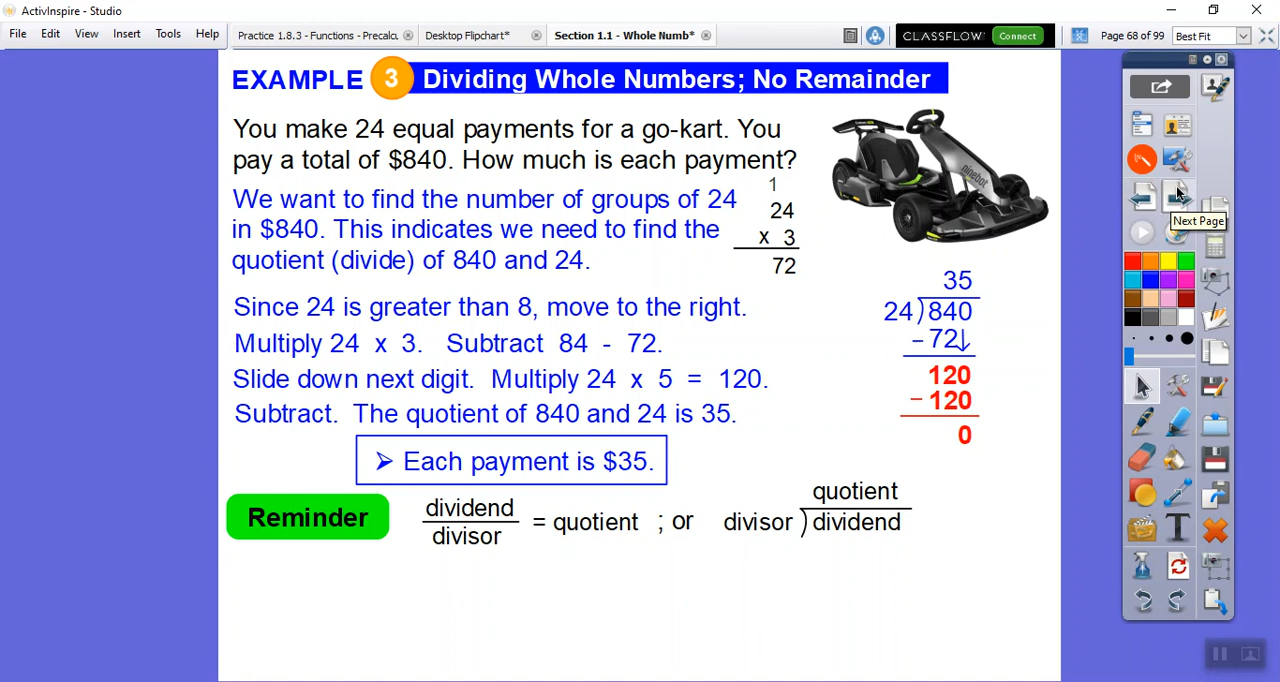 ActivInspire - Studio
File Edit View Insert Tools Help
Practice 1.8.3 - Functions - Precalcu
Desktop Flipchart*
Section 1.1 - Whole Numb*
CLASSFLOW Connect
Page 68 of 99
Best Fit
EXAMPLE 3 Dividing Whole Numbers; No Remainder
You make 24 equal payments for a go-kart. You
pay a total of $840. How much is each payment?
ninebot
We want to find the number of groups of 24
in $840. This indicates we need to find the
quotient (divide) of 840 and 24.
1
24
x 3
72
Next Page
Since 24 is greater than 8, move to the right.
Multiply 24 x 3. Subtract 84 - 72.
Slide down next digit. Multiply 24 x 5 = 120.
Subtract. The quotient of 840 and 24 is 35.
35
24)840
- 72↓
120
- 120
0
➢ Each payment is $35.
Reminder
dividend
divisor
= quotient ; or
quotient
divisor)dividend